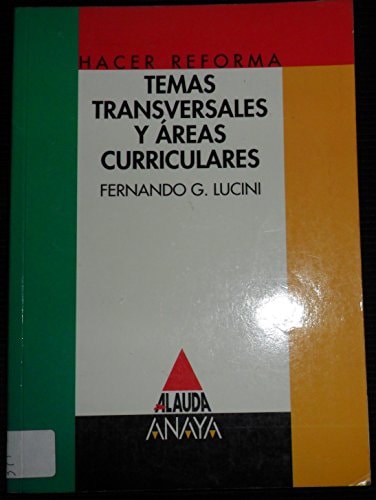 HACER REFORMA
TEMAS
TRANSVERSALES
Y ÁREAS
CURRICULARES
FERNANDO G. LUCINI
ALAUDA
ANAYA